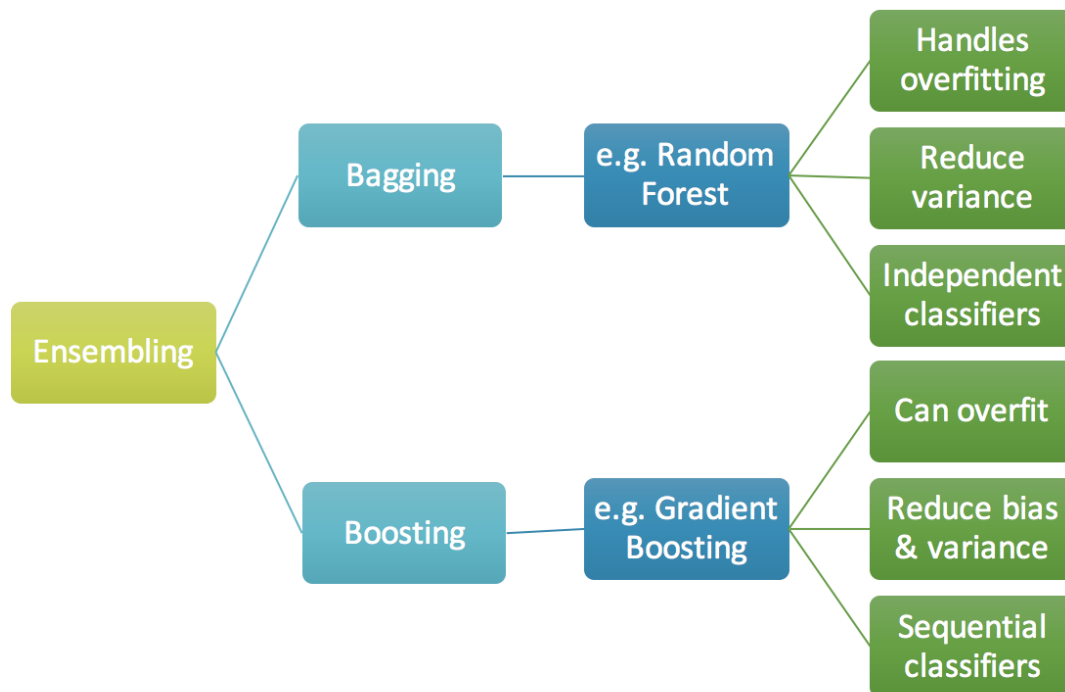 Ensembling
Bagging
e.g. Random
Forest
Handles
overfitting
Reduce
variance
Independent
classifiers
Boosting
e.g. Gradient
Boosting
Can overfit
Reduce bias
& variance
Sequential
classifiers